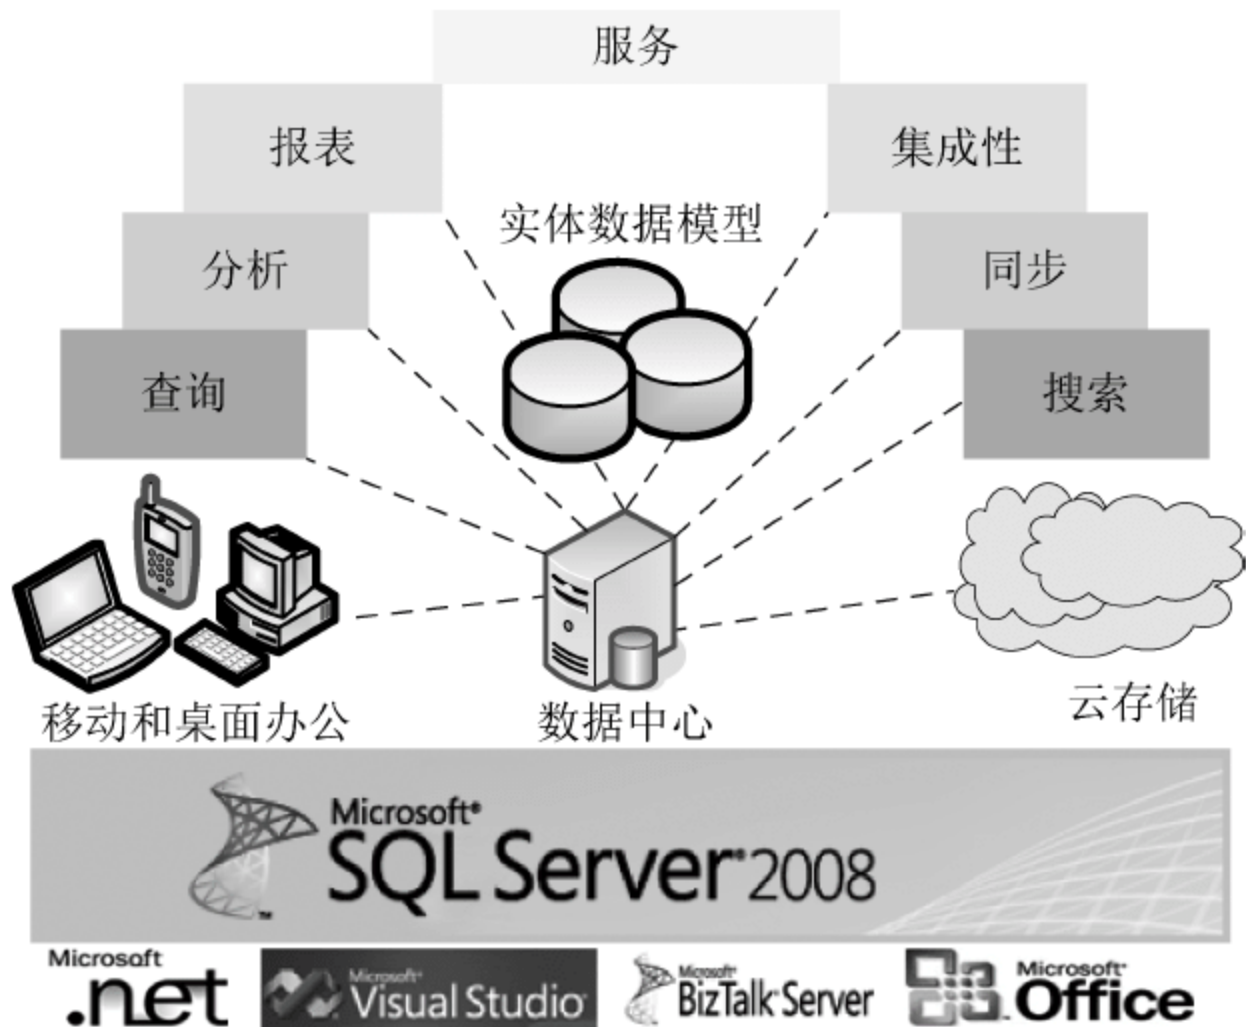 服务
报表
集成性
实体数据模型
分析
同步
查询
搜索
移动和桌面办公
数据中心
云存储
Microsoft®
SQL Server® 2008
™
Microsoft
.net
Microsoft®
Visual Studio®
Microsoft®
BizTalk® Server
Microsoft®
Office